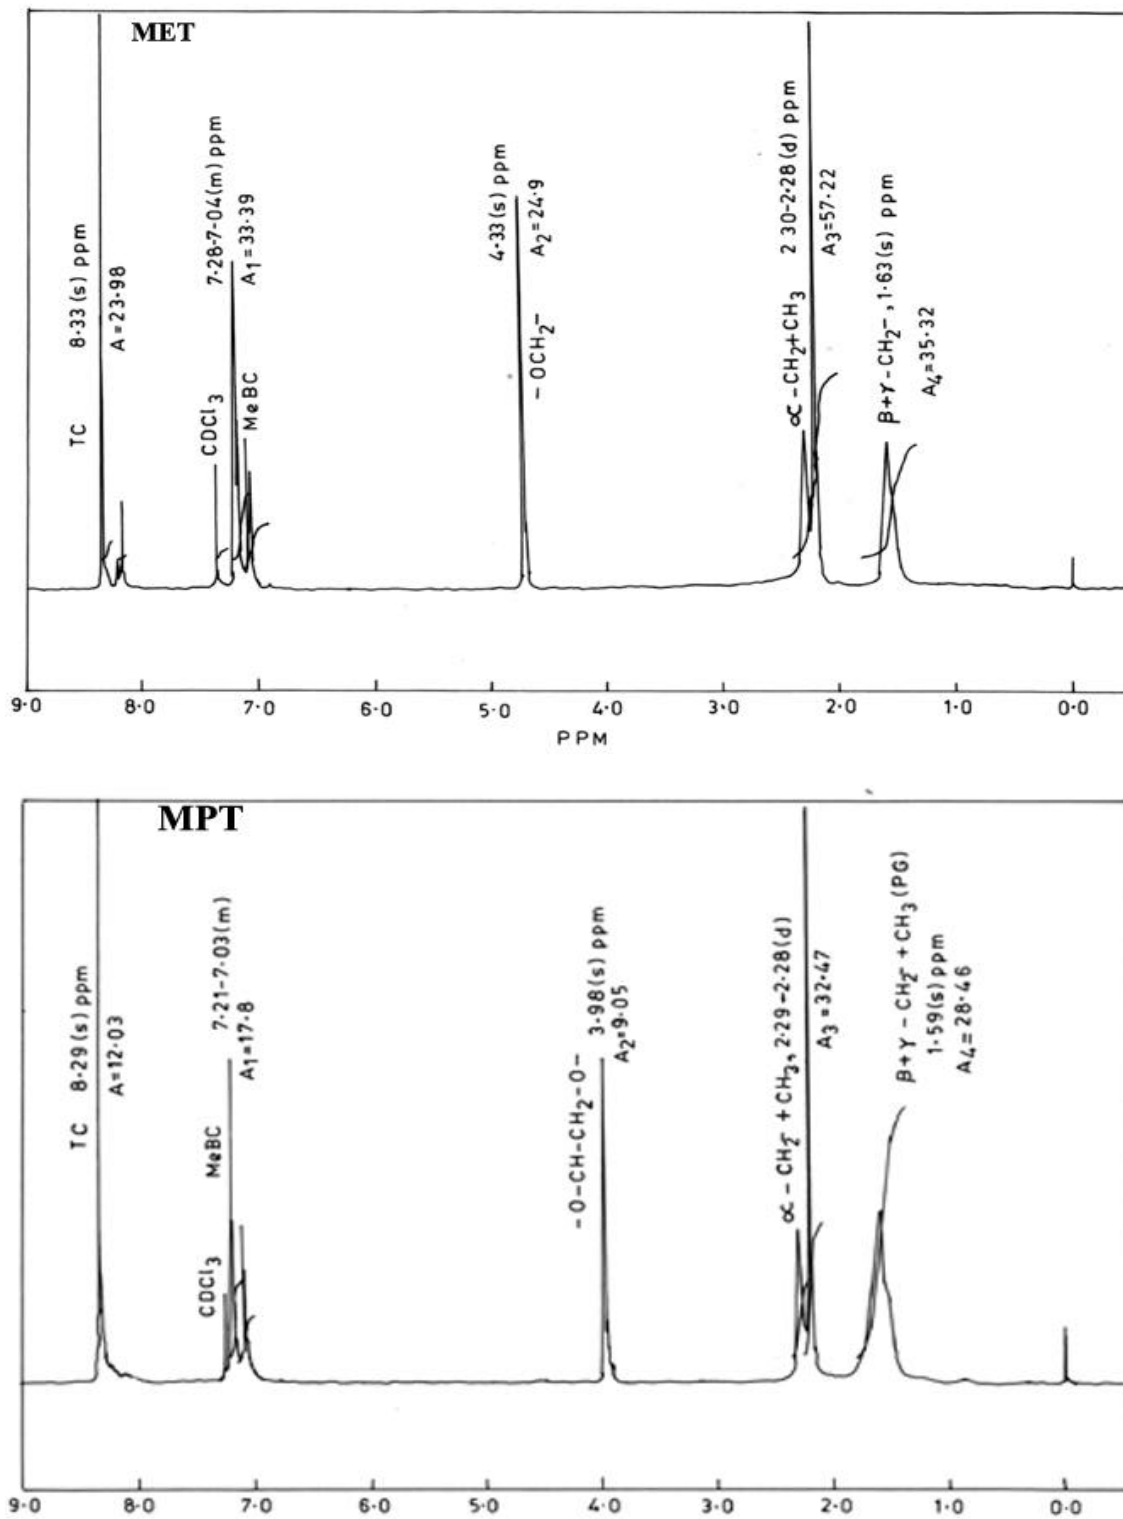 MET
TC 8·33(s) ppm
A=23·98
CDCl3
7·28-7·04(m) ppm
A1=33·39
MeBC
4·33(s) ppm
A2=24·9
-OCH2-
∝-CH2+CH3
2 30-2·28(d) ppm
A3=57·22
β+γ-CH2-, 1·63(s) ppm
A4=35·32
9·0 8·0 7·0 6·0 5·0 4·0 3·0 2·0 1·0 0·0
PPM
MPT
TC 8·29(s) ppm
A=12·03
CDCl3
MeBC 7·21-7·03(m)
A1=17·8
-O-CH-CH2-O-
3·98(s) ppm
A2=9·05
∝-CH2-+CH3, 2·29-2·28(d)
A3=32·47
β+γ-CH2-+CH3(PG)
1·59(s) ppm
A4=28·46
9·0 8·0 7·0 6·0 5·0 4·0 3·0 2·0 1·0 0·0